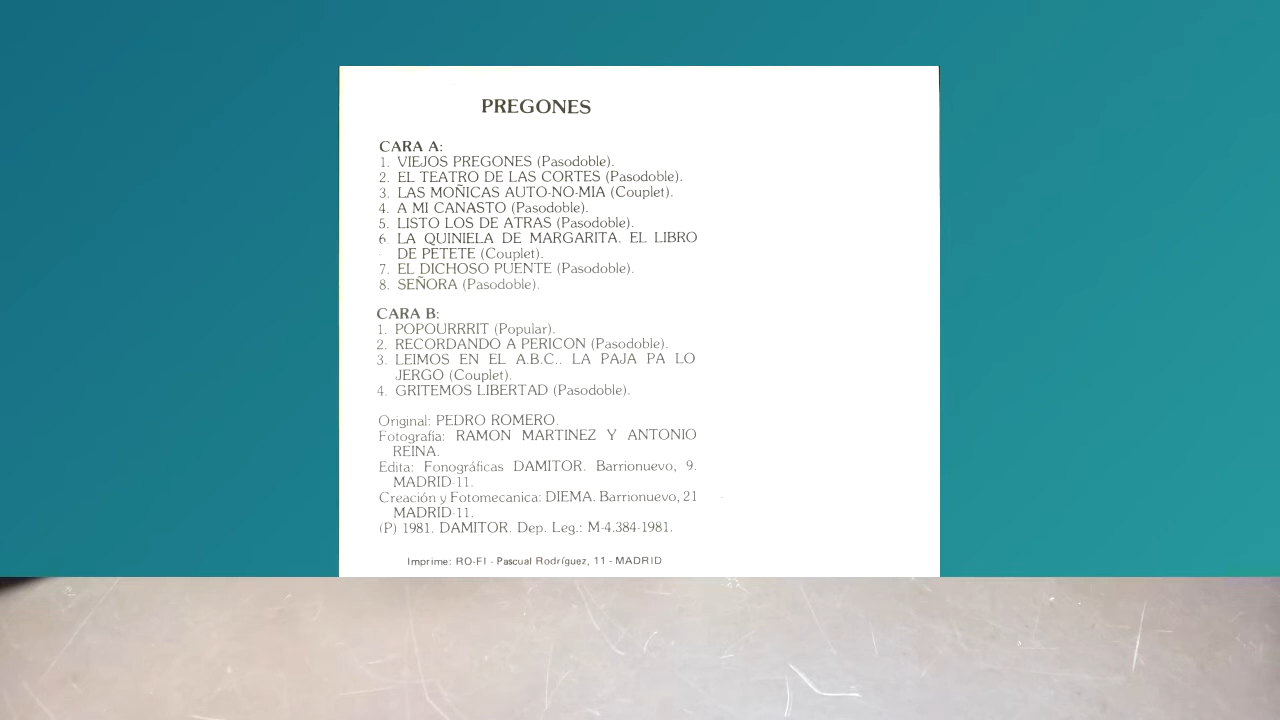 PREGONES
CARA A:
1. VIEJOS PREGONES (Pasodoble).
2. EL TEATRO DE LAS CORTES (Pasodoble).
3. LAS MOÑICAS AUTO-NO-MIA (Couplet).
4. A MI CANASTO (Pasodoble).
5. LISTO LOS DE ATRAS (Pasodoble).
6 LA QUINIELA DE MARGARITA. EL LIBRO
DE PETETE (Couplet).
7. EL DICHOSO PUENTE (Pasodoble).
8. SEÑORA (Pasodoble).
CARA B:
1. POPOURRRIT (Popular).
2. RECORDANDO A PERICON (Pasodoble).
3. LEIMOS EN EL A.B.C.. LA PAJA PA LO
JERGO (Couplet).
4. GRITEMOS LIBERTAD (Pasodoble).
Original: PEDRO ROMERO.
Fotografía: RAMON MARTINEZ Y ANTONIO
REINA.
Edita: Fonográficas DAMITOR. Barrionuevo, 9.
MADRID-11.
Creación y Fotomecanica: DIEMA. Barrionuevo, 21
MADRID-11.
(P) 1981. DAMITOR. Dep. Leg.: M-4.384-1981.
Imprime: RO-FI - Pascual Rodríguez, 11 - MADRID